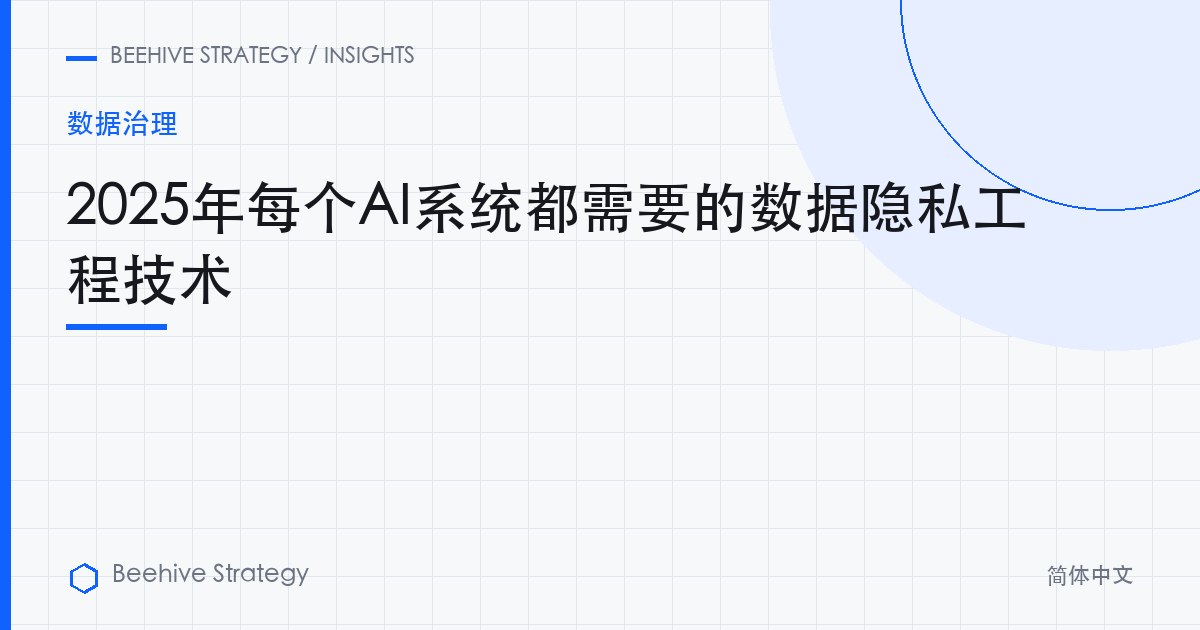 BEEHIVE STRATEGY / INSIGHTS
数据治理
2025年每个AI系统都需要的数据隐私工
程技术
Beehive Strategy
简体中文